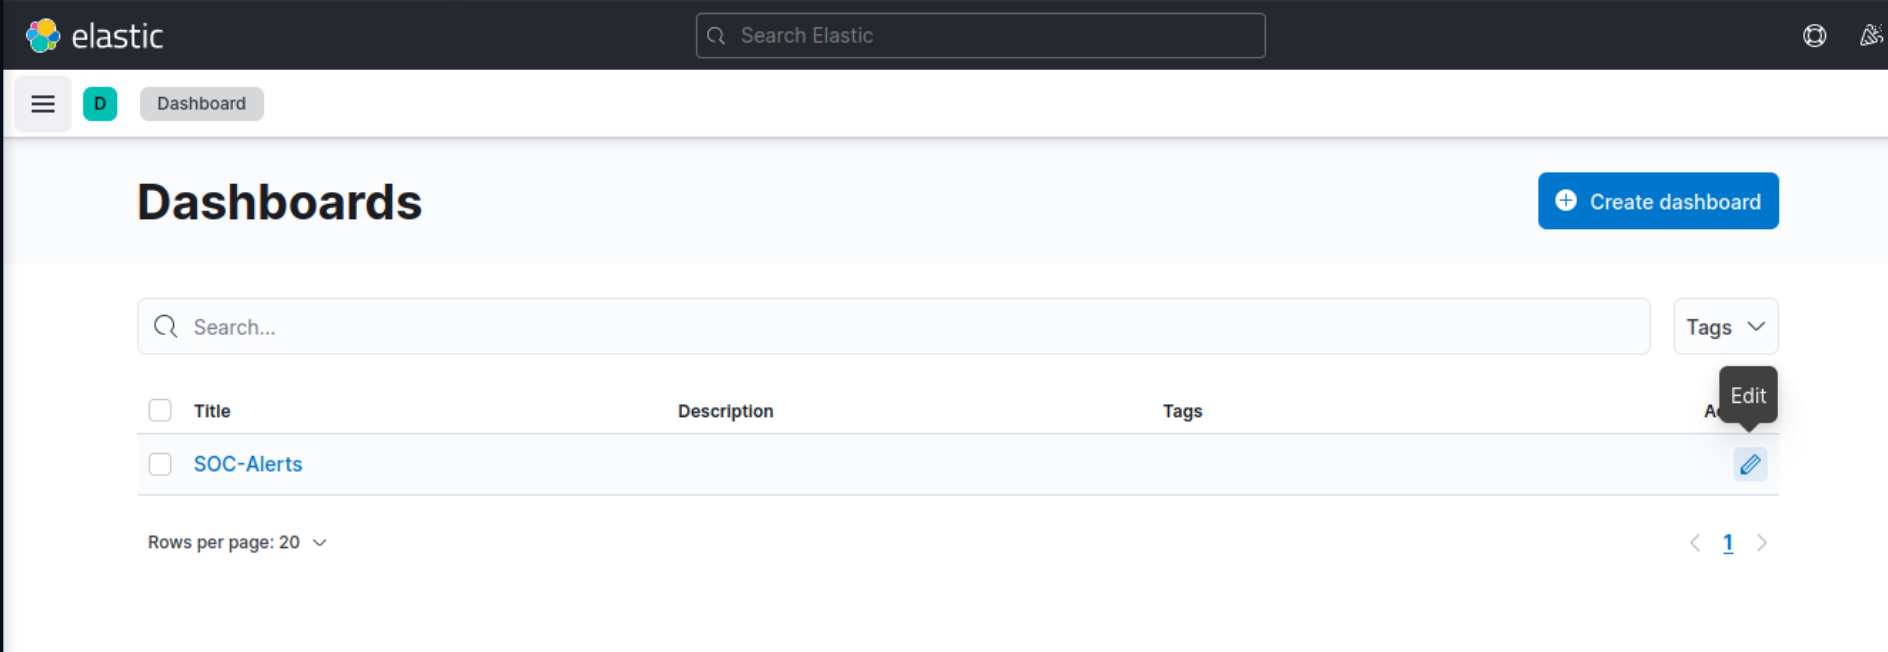 elastic
Search Elastic
D
Dashboard
Dashboards
Create dashboard
Search...
Tags
Edit
Title
Description
Tags
SOC-Alerts
Rows per page: 20
1